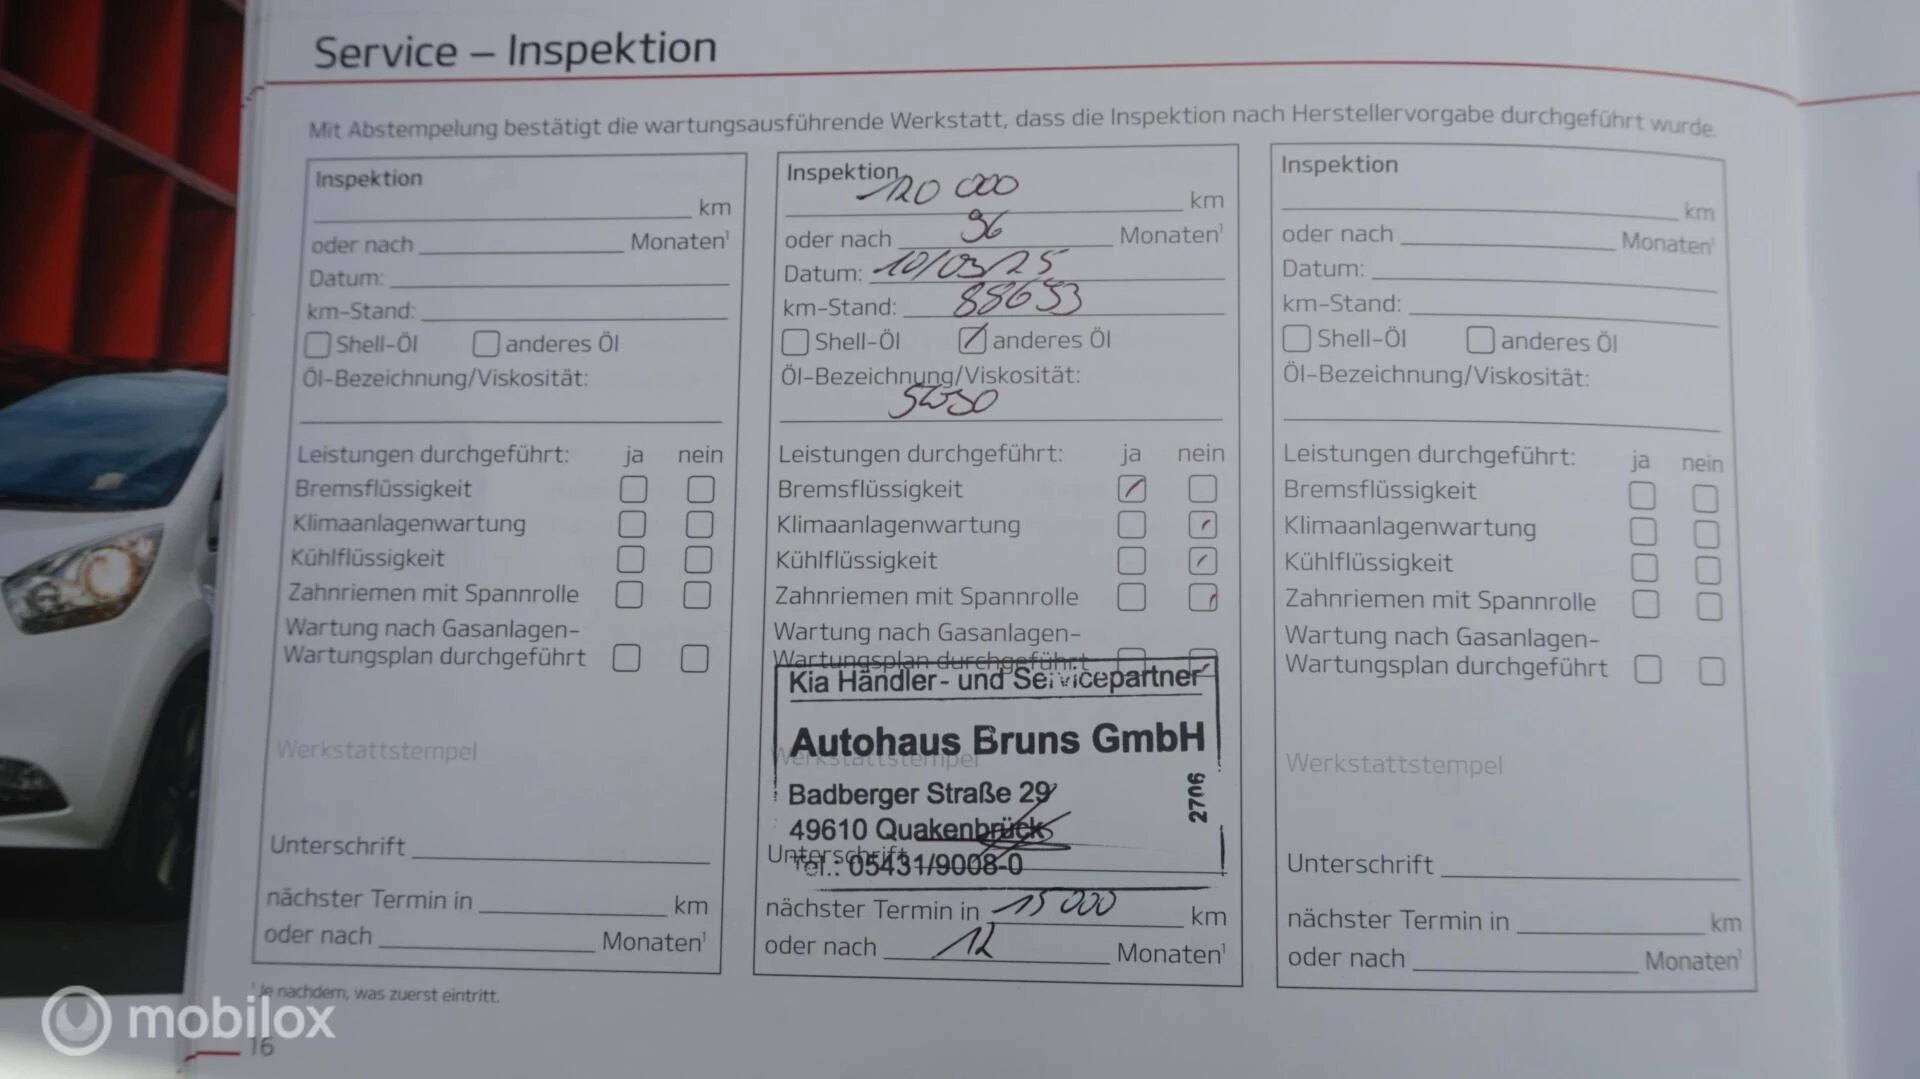 Service – Inspektion
Mit Abstempelung bestätigt die wartungsausführende Werkstatt, dass die Inspektion nach Herstellervorgabe durchgeführt wurde.
Inspektion
km
oder nach Monaten¹
Datum:
km-Stand:
Shell-Öl anderes Öl
Öl-Bezeichnung/Viskosität:
Leistungen durchgeführt: ja nein
Bremsflüssigkeit
Klimaanlagenwartung
Kühlflüssigkeit
Zahnriemen mit Spannrolle
Wartung nach Gasanlagen-
Wartungsplan durchgeführt
Werkstattstempel
Unterschrift
nächster Termin in km
oder nach Monaten¹
¹ Je nachdem, was zuerst eintritt.
Inspektion
120 000 km
oder nach 96 Monaten¹
Datum: 10/03/25
km-Stand: 88653
Shell-Öl anderes Öl
Öl-Bezeichnung/Viskosität:
5W30
Leistungen durchgeführt: ja nein
Bremsflüssigkeit
Klimaanlagenwartung
Kühlflüssigkeit
Zahnriemen mit Spannrolle
Wartung nach Gasanlagen-
Wartungsplan durchgeführt
Kia Händler- und Servicepartner
Autohaus Bruns GmbH
Werkstattstempel
Badberger Straße 29
2706
49610 Quakenbrück
Unterschrift
Tel.: 05431/9008-0
nächster Termin in 15 000 km
oder nach 12 Monaten¹
Inspektion
km
oder nach Monaten¹
Datum:
km-Stand:
Shell-Öl anderes Öl
Öl-Bezeichnung/Viskosität:
Leistungen durchgeführt: ja nein
Bremsflüssigkeit
Klimaanlagenwartung
Kühlflüssigkeit
Zahnriemen mit Spannrolle
Wartung nach Gasanlagen-
Wartungsplan durchgeführt
Werkstattstempel
Unterschrift
nächster Termin in km
oder nach Monaten¹
mobilox
16